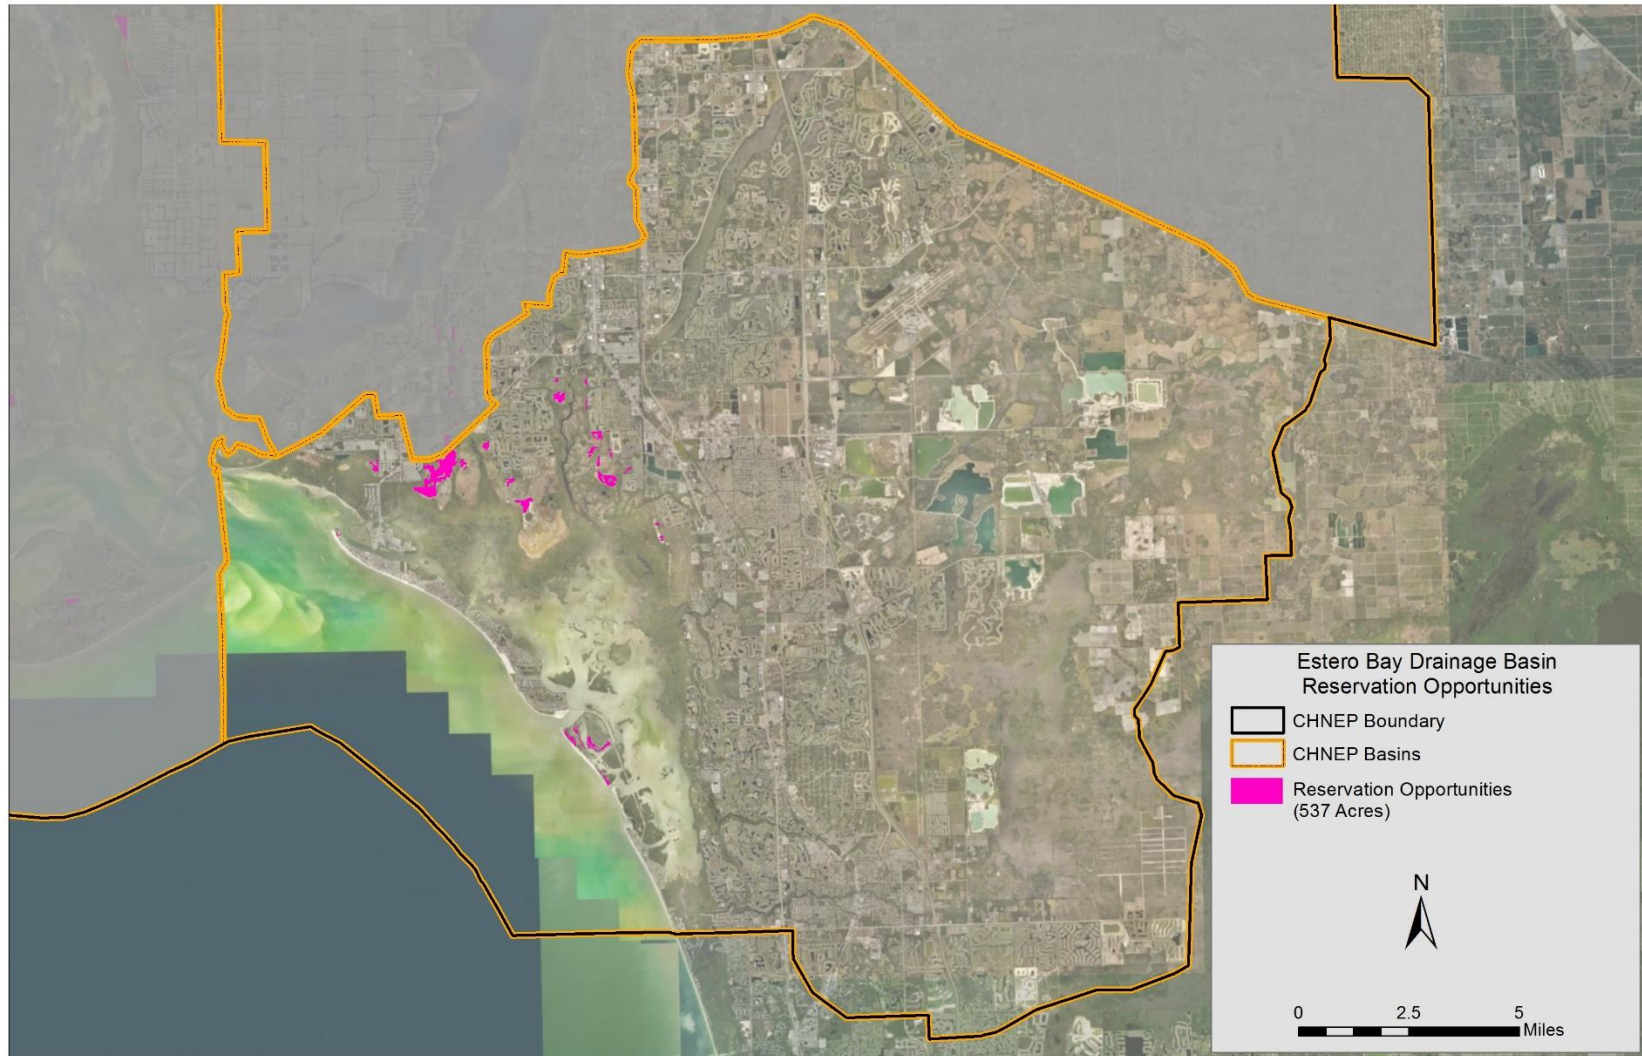 Estero Bay Drainage Basin
Reservation Opportunities
CHNEP Boundary
CHNEP Basins
Reservation Opportunities
(537 Acres)
N
0 2.5 5
Miles